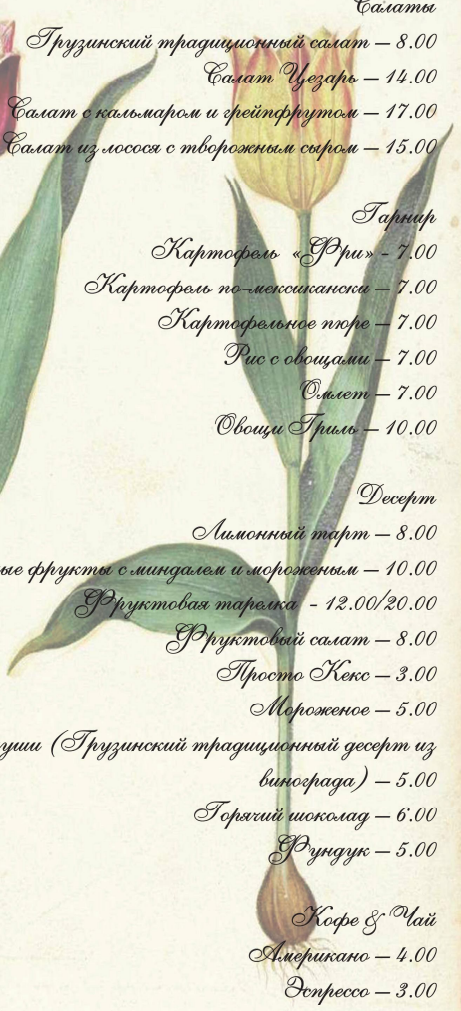 Салаты
Грузинский традиционный салат – 8.00
Салат Цезарь – 14.00
Салат с кальмаром и грейпфрутом – 17.00
Салат из лосося с творожным сыром – 15.00
Гарнир
Картофель «Фри» - 7.00
Картофель по-мексикански – 7.00
Картофельное пюре – 7.00
Рис с овощами – 7.00
Омлет – 7.00
Овощи Гриль – 10.00
Десерт
Лимонный тарт – 8.00
ые фрукты с миндалем и мороженым – 10.00
Фруктовая тарелка - 12.00/20.00
Фруктовый салат – 8.00
Просто Кекс – 3.00
Мороженое – 5.00
уши (Грузинский традиционный десерт из
винограда) – 5.00
Горячий шоколад – 6.00
Фундук – 5.00
Кофе & Чай
Американо – 4.00
Эспрессо – 3.00